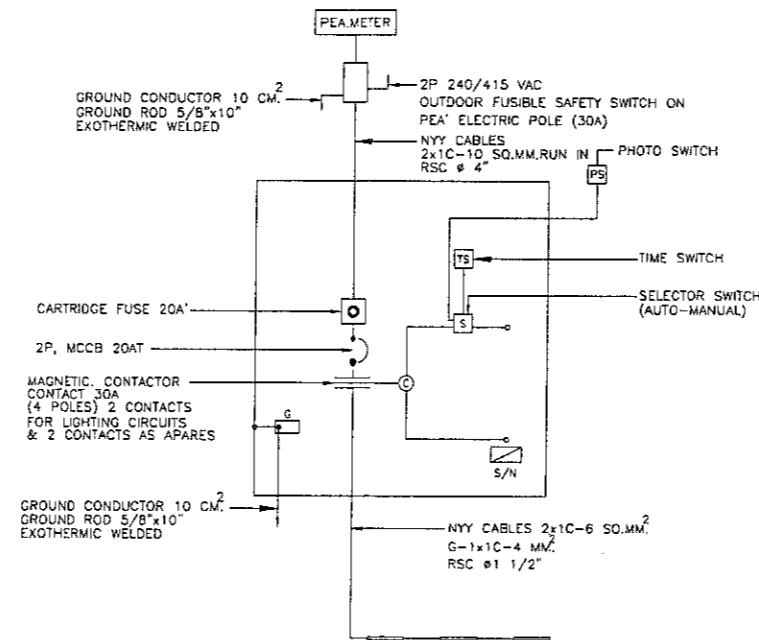 PEA.METER
2P 240/415 VAC
OUTDOOR FUSIBLE SAFETY SWITCH ON
PEA' ELECTRIC POLE (30A)
GROUND CONDUCTOR 10 CM.²
GROUND ROD 5/8"x10"
EXOTHERMIC WELDED
NYY CABLES
2x1C-10 SQ.MM.RUN IN
RSC ø 4"
PHOTO SWITCH
PS
TS
TIME SWITCH
SELECTOR SWITCH
(AUTO-MANUAL)
S
CARTRIDGE FUSE 20A'
2P, MCCB 20AT
MAGNETIC. CONTACTOR
CONTACT 30A
(4 POLES) 2 CONTACTS
FOR LIGHTING CIRCUITS
& 2 CONTACTS AS APARES
C
G
S/N
GROUND CONDUCTOR 10 CM.²
GROUND ROD 5/8"x10"
EXOTHERMIC WELDED
NYY CABLES 2x1C-6 SQ.MM.²
G-1x1C-4 MM.²
RSC ø1 1/2"